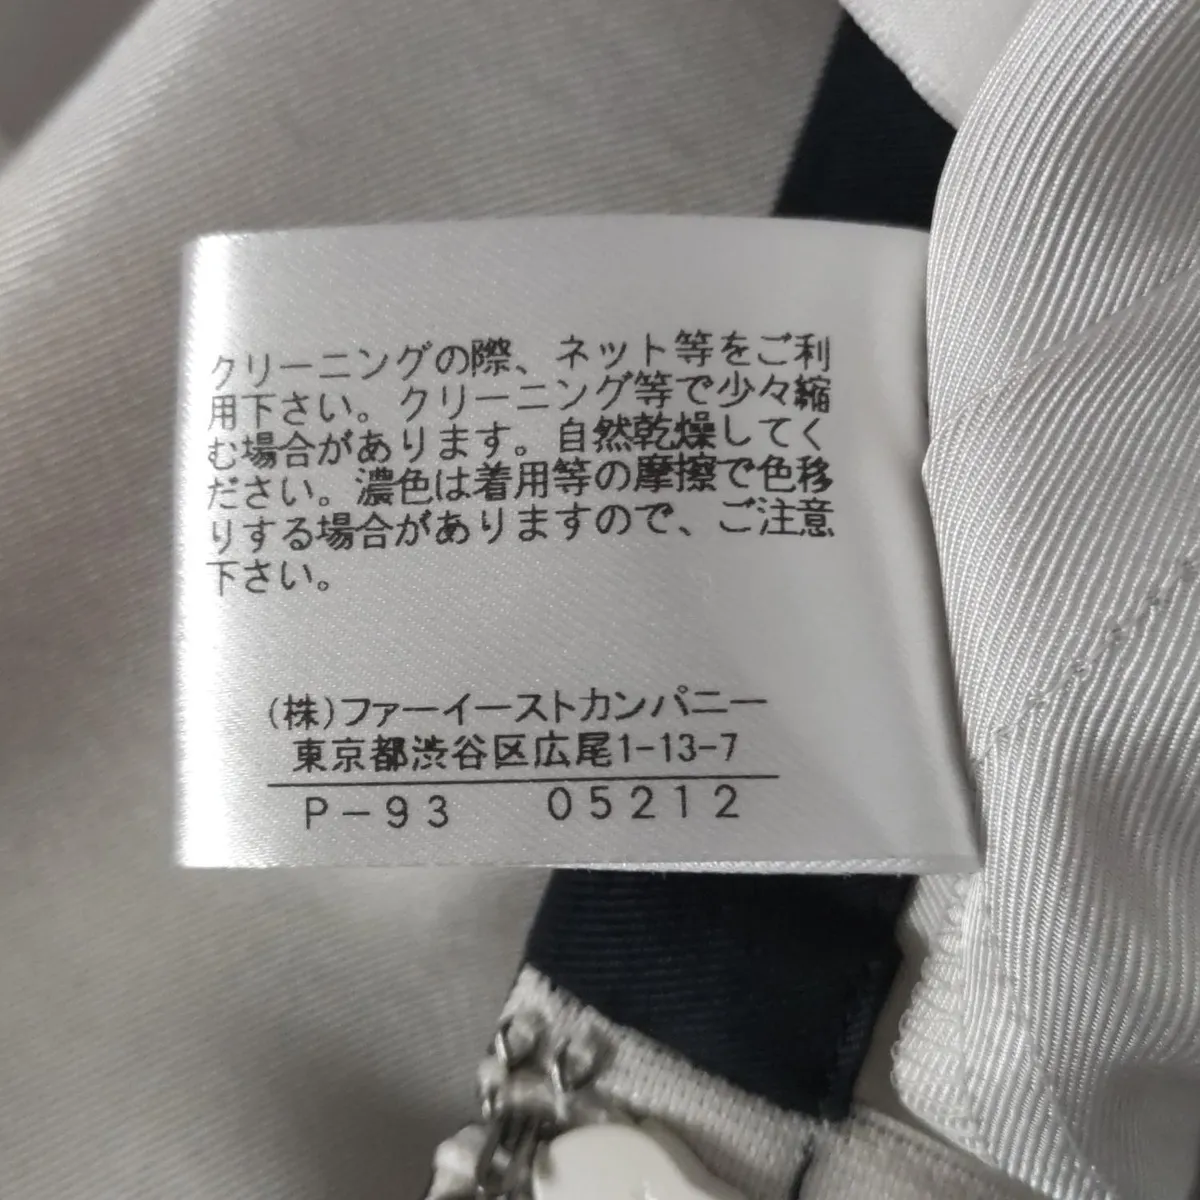 クリーニングの際、ネット等をご利
用下さい。クリーニング等で少々縮
む場合があります。自然乾燥してく
ださい。濃色は着用等の摩擦で色移
りする場合がありますので、ご注意
下さい。
(株)ファーイーストカンパニー
東京都渋谷区広尾1-13-7
P-93 05212